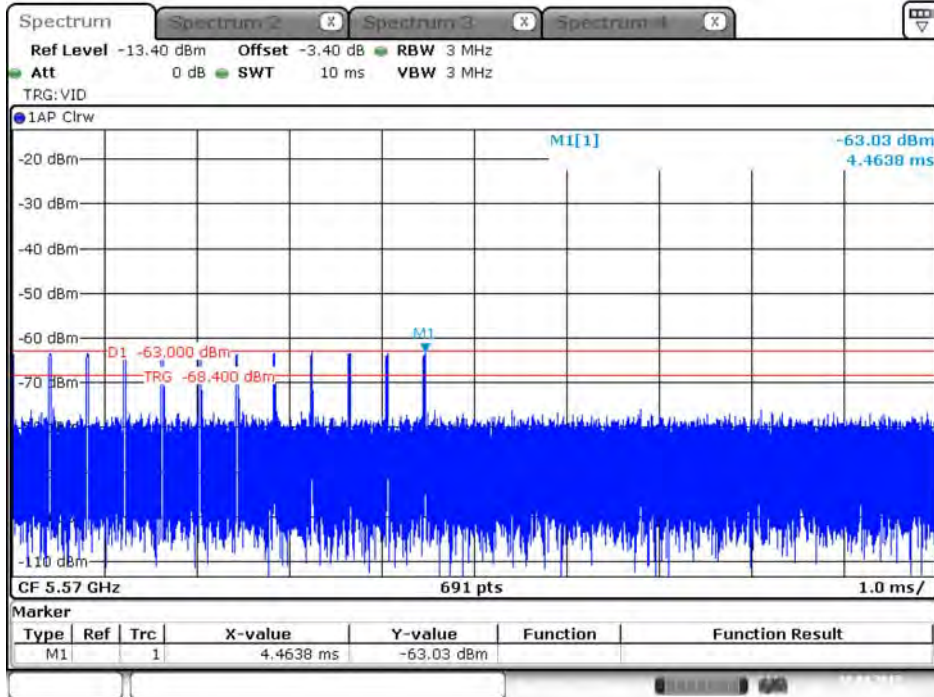 Spectrum Spectrum 2 X Spectrum 3 X Spectrum 4 X
Ref Level -13.40 dBm Offset -3.40 dB RBW 3 MHz
Att 0 dB SWT 10 ms VBW 3 MHz
TRG:VID
1AP Clrw
M1[1] -63.03 dBm
4.4638 ms
-20 dBm
-30 dBm
-40 dBm
-50 dBm
-60 dBm
M1
D1 -63.000 dBm
TRG -68.400 dBm
-70 dBm
-110 dBm
CF 5.57 GHz 691 pts 1.0 ms/
Marker
Type Ref Trc X-value Y-value Function Function Result
M1 1 4.4638 ms -63.03 dBm